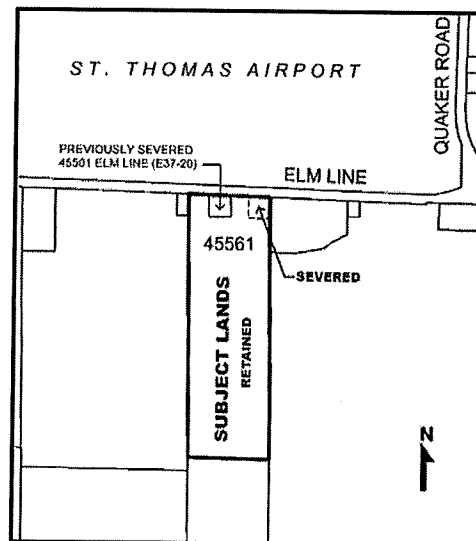 ST. THOMAS AIRPORT
QUAKER ROAD
PREVIOUSLY SEVERED
45501 ELM LINE (E37-20)
ELM LINE
45561
SEVERED
SUBJECT LANDS
RETAINED
N